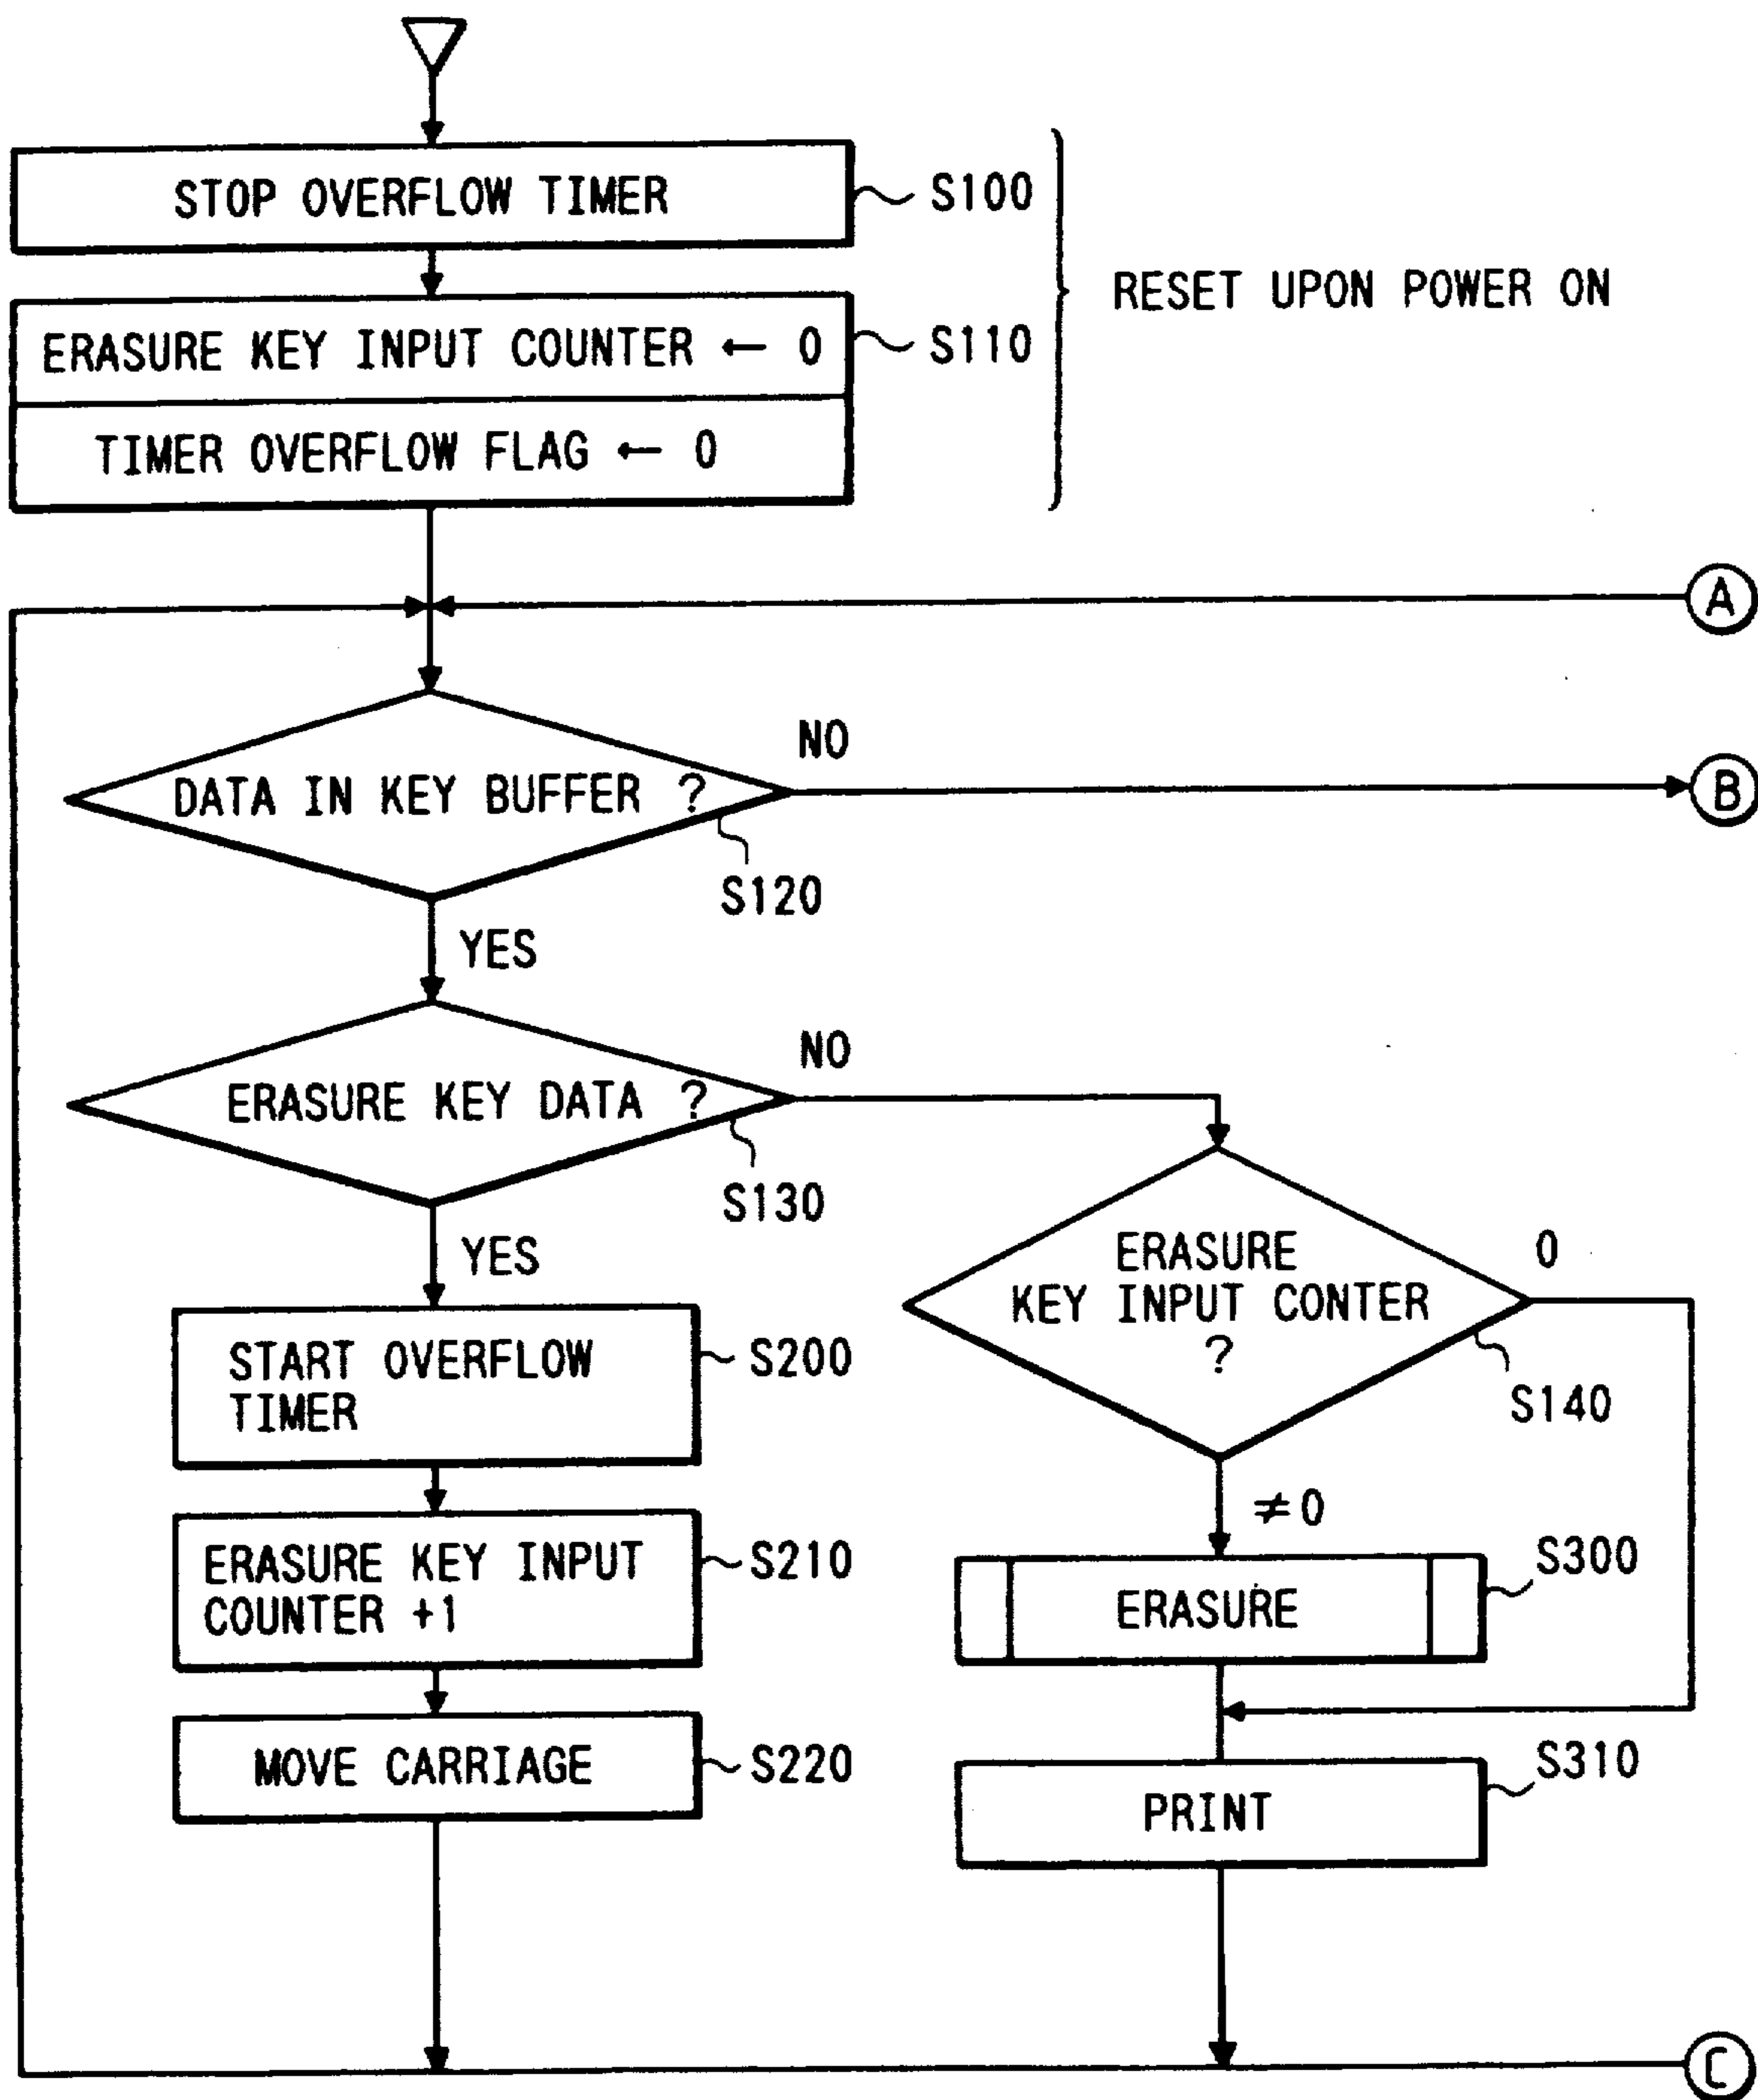 STOP OVERFLOW TIMER
S100
ERASURE KEY INPUT COUNTER ← 0
S110
TIMER OVERFLOW FLAG ← 0
RESET UPON POWER ON
A
DATA IN KEY BUFFER ?
NO
B
S120
YES
ERASURE KEY DATA ?
NO
S130
YES
ERASURE
KEY INPUT CONTER
?
0
S140
START OVERFLOW
TIMER
S200
≠0
ERASURE KEY INPUT
COUNTER +1
S210
ERASURE
S300
MOVE CARRIAGE
S220
PRINT
S310
C